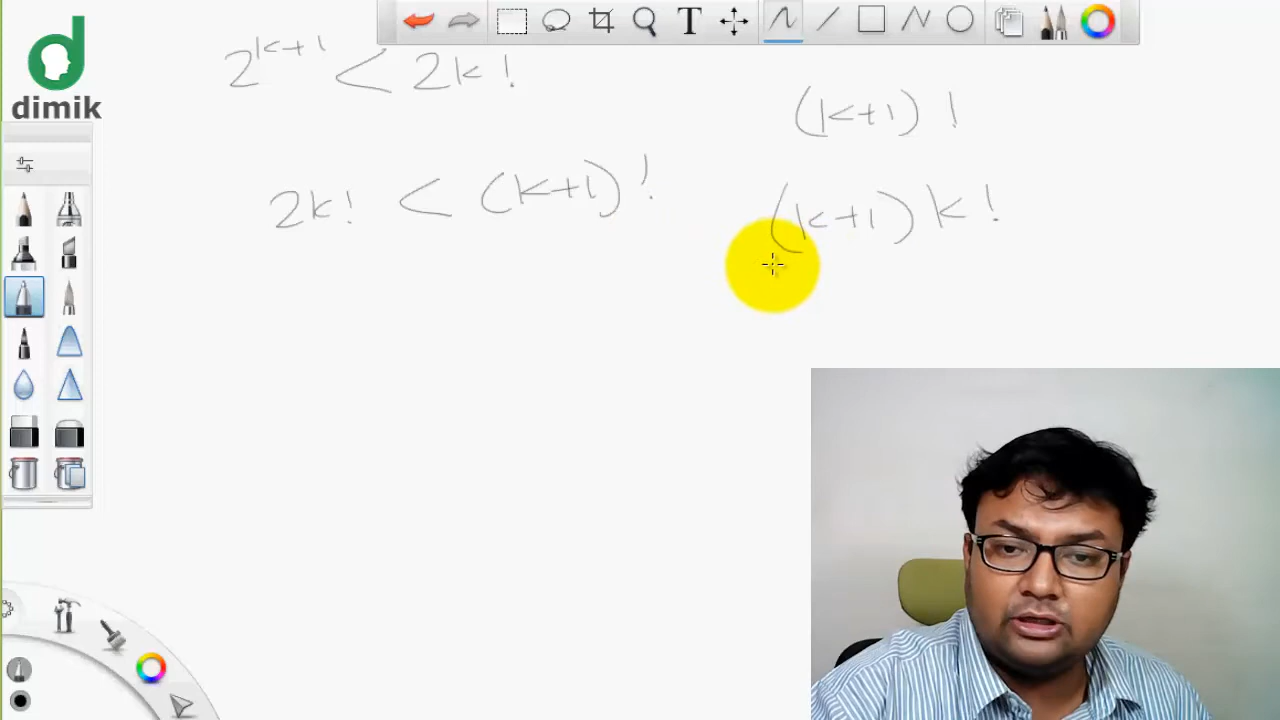 dimik
T
2^{k+1} < 2k!
(k+1)!
2k! < (k+1)!
(k+1)k!